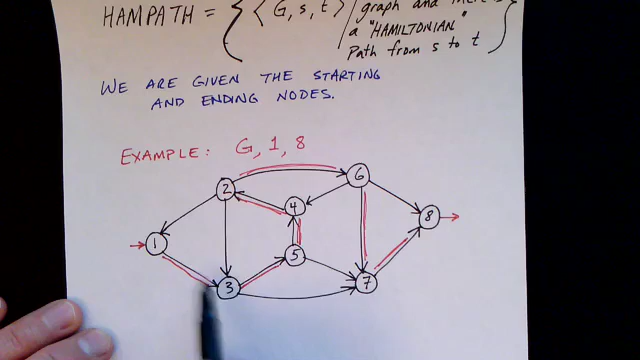 HAMPATH = { ⟨ G, s, t ⟩ | graph and
a "HAMILTONIAN"
Path from s to t }
WE ARE GIVEN THE STARTING
AND ENDING NODES.
EXAMPLE: G, 1, 8
6
2
4
8
1
5
3
7